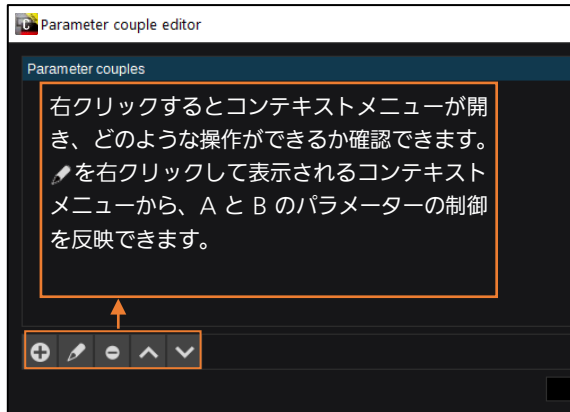 Parameter couple editor
Parameter couples
右クリックするとコンテキストメニューが開
き、どのような操作ができるか確認できます。
を右クリックして表示されるコンテキスト
メニューから、A と B のパラメーターの制御
を反映できます。